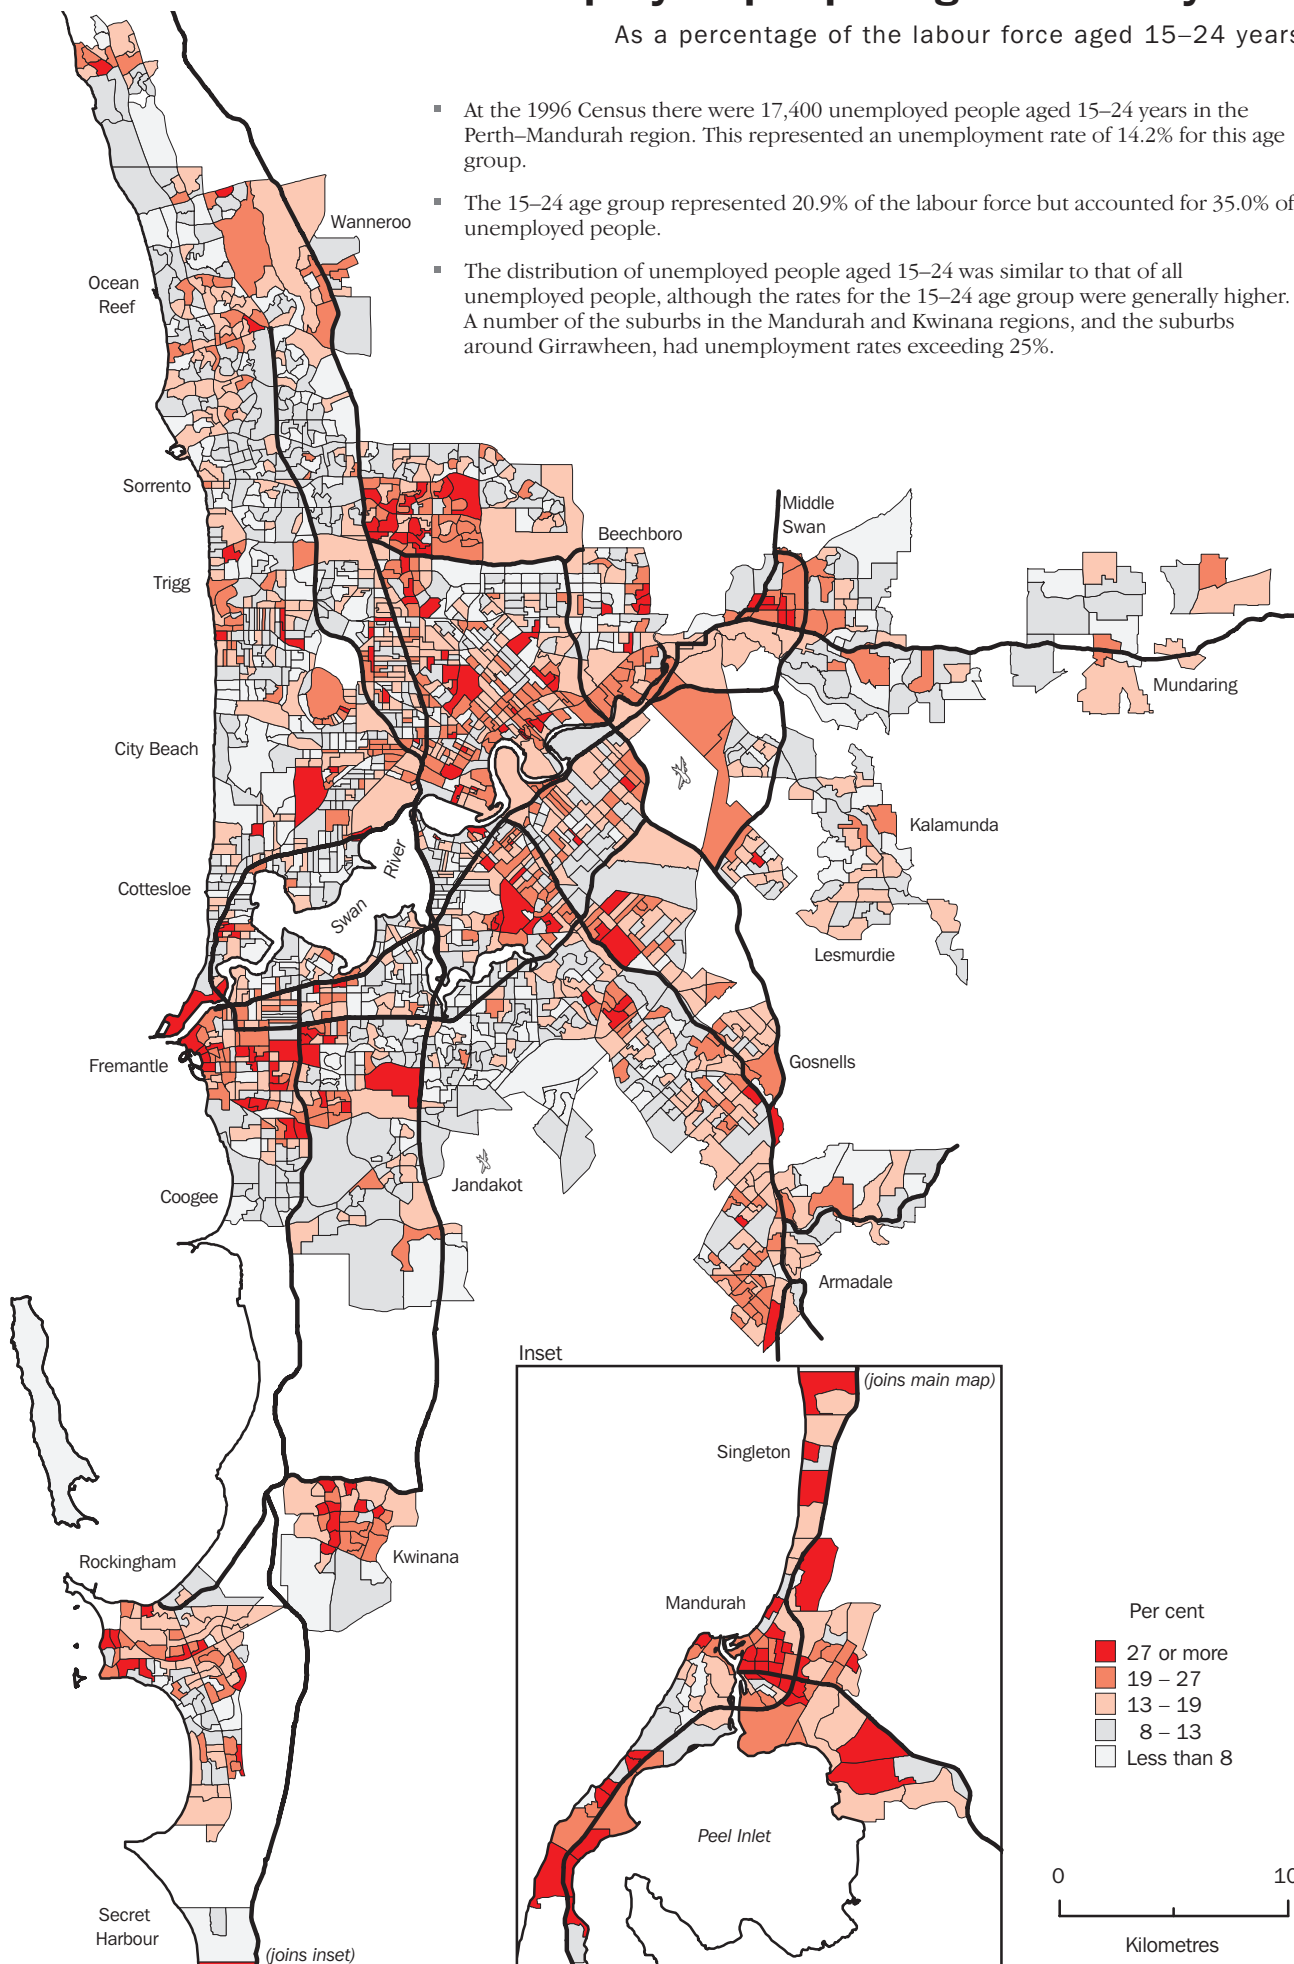 As a percentage of the labour force aged 15–24 years
▪ At the 1996 Census there were 17,400 unemployed people aged 15–24 years in the
Perth–Mandurah region. This represented an unemployment rate of 14.2% for this age
group.
▪ The 15–24 age group represented 20.9% of the labour force but accounted for 35.0% of
unemployed people.
▪ The distribution of unemployed people aged 15–24 was similar to that of all
unemployed people, although the rates for the 15–24 age group were generally higher.
A number of the suburbs in the Mandurah and Kwinana regions, and the suburbs
around Girrawheen, had unemployment rates exceeding 25%.
Wanneroo
Ocean
Reef
Sorrento
Middle
Swan
Beechboro
Trigg
Mundaring
City Beach
Kalamunda
River
Cottesloe
Swan
Lesmurdie
Fremantle
Gosnells
Jandakot
Coogee
Armadale
Inset
(joins main map)
Singleton
Rockingham
Kwinana
Mandurah
Per cent
27 or more
19 – 27
13 – 19
8 – 13
Less than 8
Peel Inlet
0
10
Kilometres
Secret
Harbour
(joins inset)